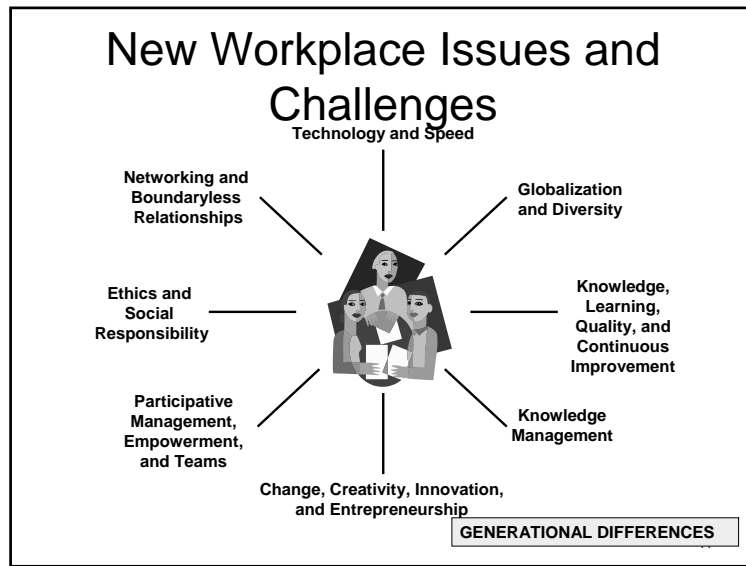 New Workplace Issues and
Challenges
Technology and Speed
Networking and
Boundaryless
Relationships
Globalization
and Diversity
Ethics and
Social
Responsibility
Knowledge,
Learning,
Quality, and
Continuous
Improvement
Participative
Management,
Empowerment,
and Teams
Knowledge
Management
Change, Creativity, Innovation,
and Entrepreneurship
GENERATIONAL DIFFERENCES